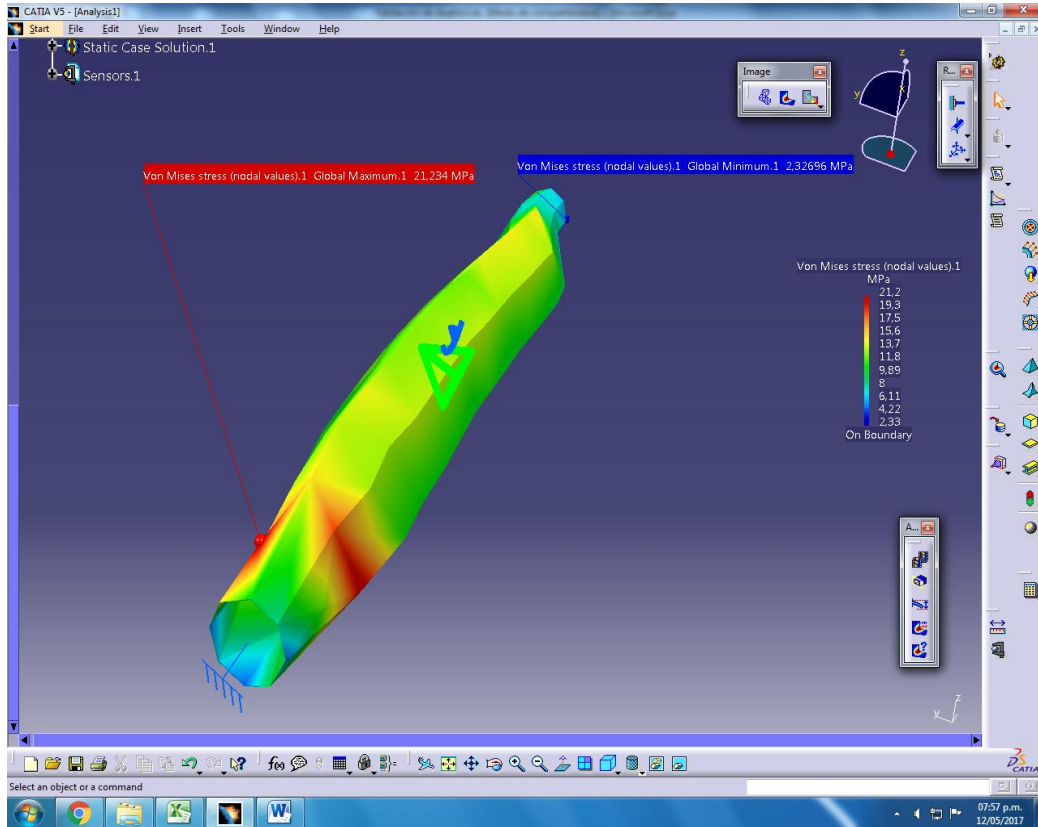 CATIA V5 - [Analysis1]
Start File Edit View Insert Tools Window Help
Static Case Solution.1
Sensors.1
Image
R...
z
y
x
Von Mises stress (nodal values).1 Global Maximum.1 21,234 MPa
Von Mises stress (nodal values).1 Global Minimum.1 2,32696 MPa
Von Mises stress (nodal values).1
MPa
21,2
19,3
17,5
15,6
13,7
11,8
9,89
8
6,11
4,22
2,33
On Boundary
A...
z
y
f(x)
DS
CATIA
Select an object or a command
W
07:57 p.m.
12/05/2017